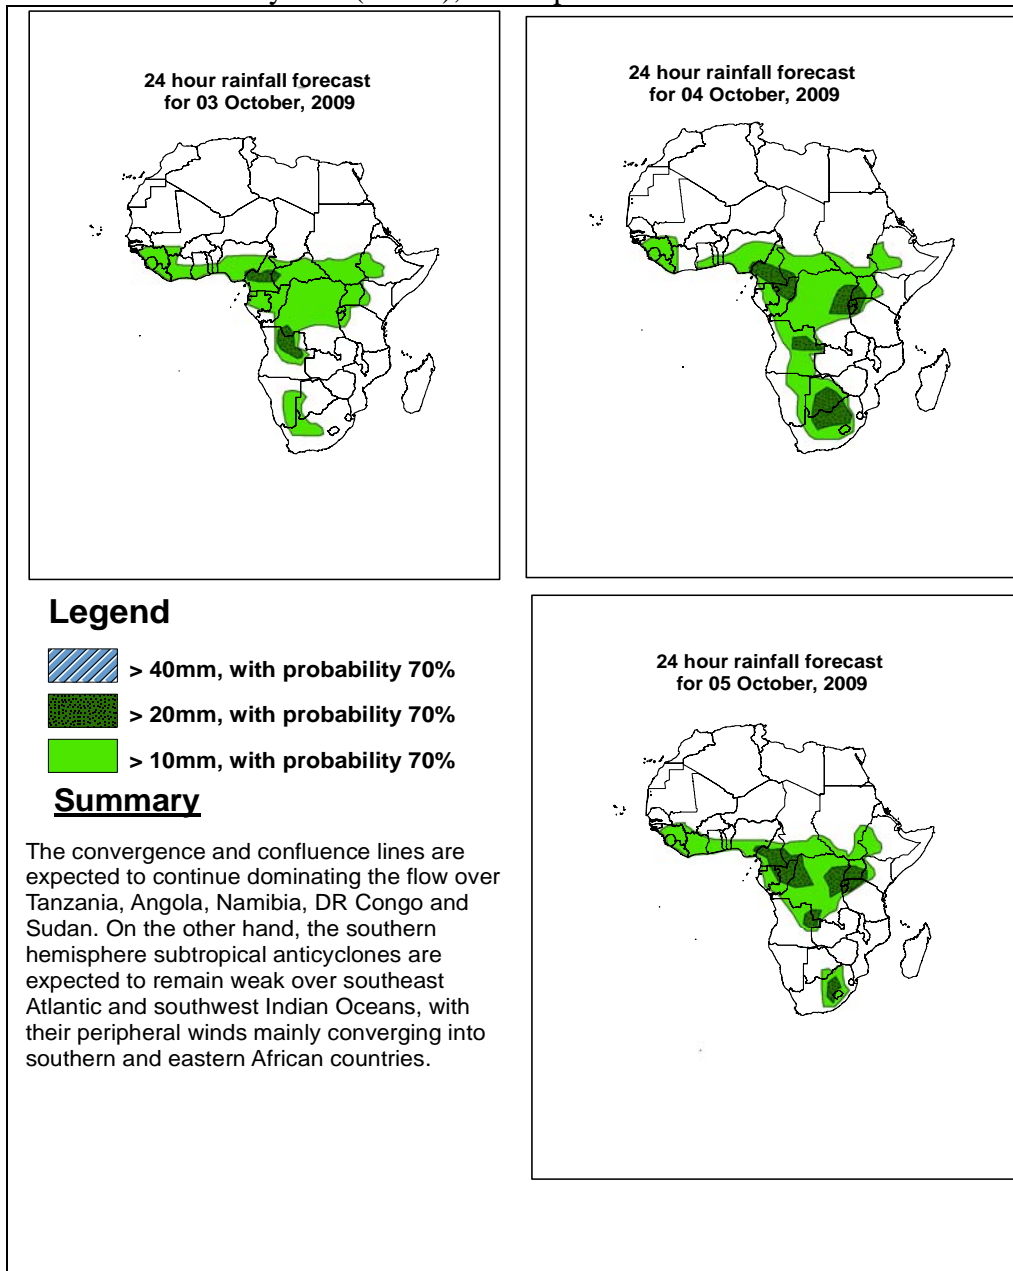 24 hour rainfall forecast
for 03 October, 2009
24 hour rainfall forecast
for 04 October, 2009
Legend
> 40mm, with probability 70%
> 20mm, with probability 70%
> 10mm, with probability 70%
Summary
The convergence and confluence lines are
expected to continue dominating the flow over
Tanzania, Angola, Namibia, DR Congo and
Sudan. On the other hand, the southern
hemisphere subtropical anticyclones are
expected to remain weak over southeast
Atlantic and southwest Indian Oceans, with
their peripheral winds mainly converging into
southern and eastern African countries.
24 hour rainfall forecast
for 05 October, 2009